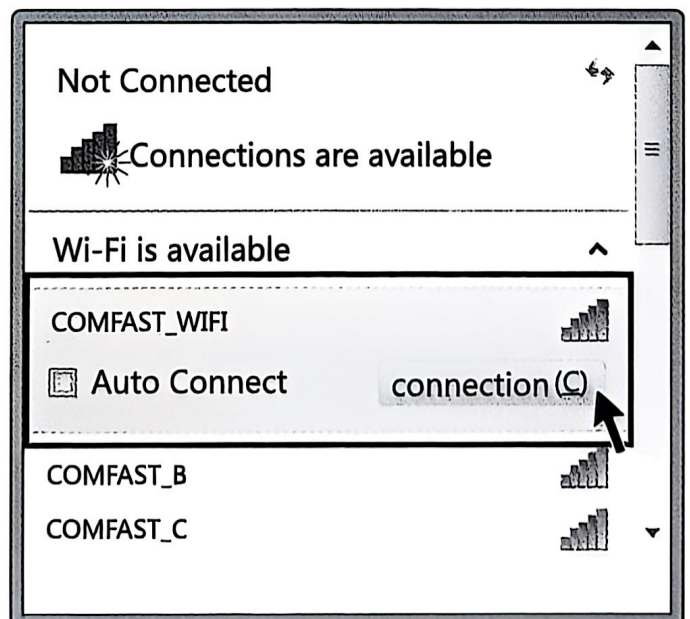 Not Connected
Connections are available
Wi-Fi is available
COMFAST_WIFI
Auto Connect connection (C)
COMFAST_B
COMFAST_C